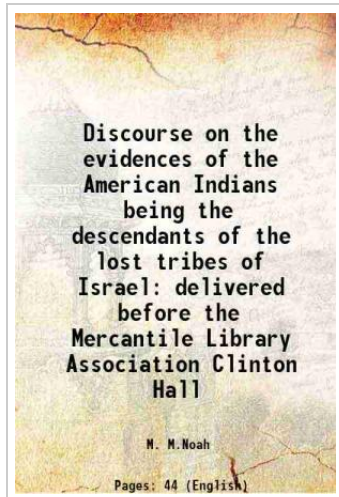 Discourse on the
evidences of the
American Indians
being the
descendants of the
lost tribes of
Israel: delivered
before the
Mercantile Library
Association Clinton
Hall
M. M.Noah
Pages: 44 (English)